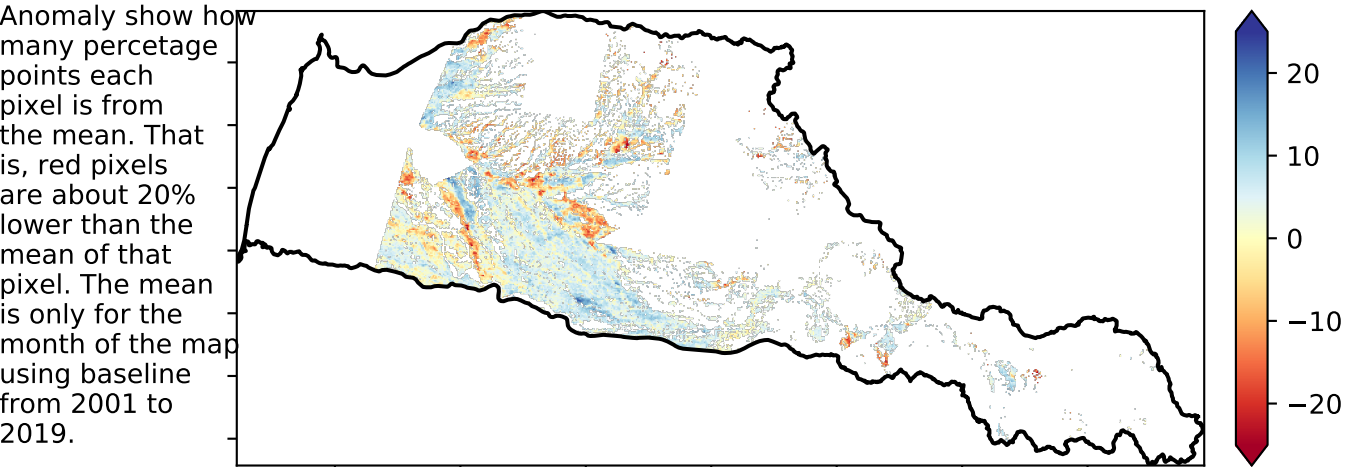 Anomaly show how
many percetage
points each
pixel is from
the mean. That
is, red pixels
are about 20%
lower than the
mean of that
pixel. The mean
is only for the
month of the map
using baseline
from 2001 to
2019.
20
10
0
−10
−20